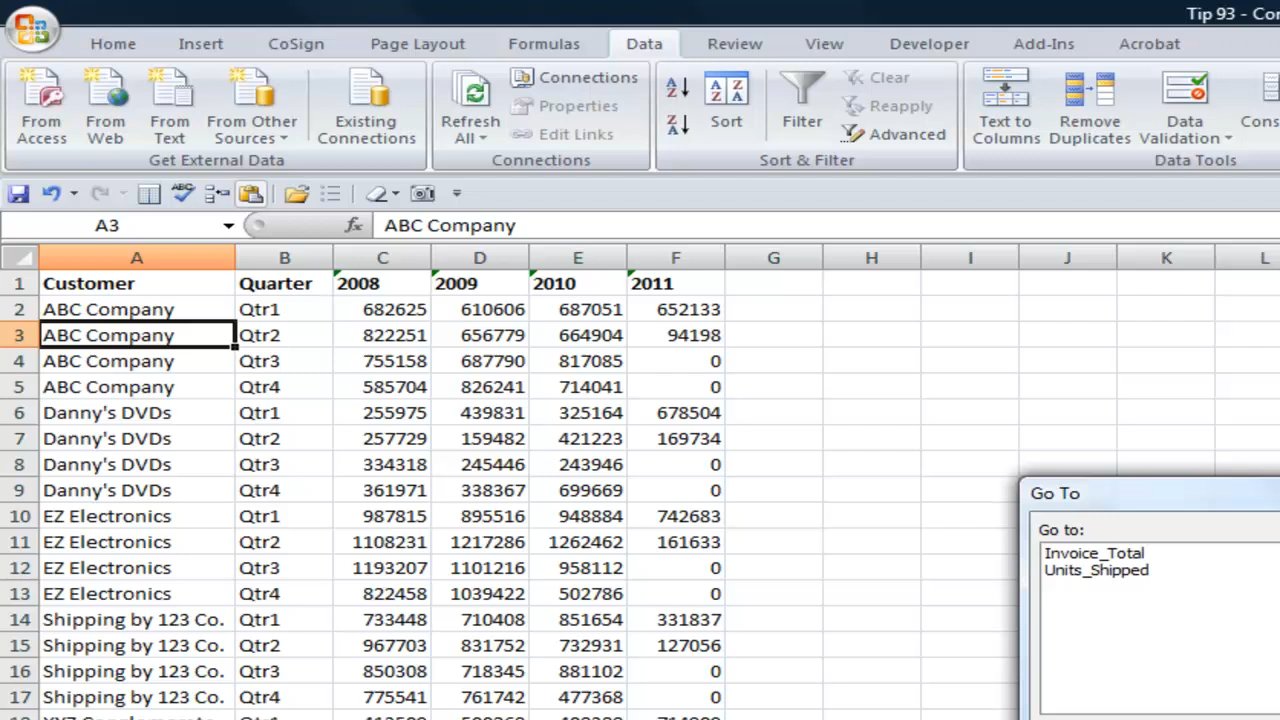 Tip 93 - Co
Home Insert CoSign Page Layout Formulas Data Review View Developer Add-Ins Acrobat
From Access From Web From Text From Other Sources Existing Connections Refresh All Connections Properties Edit Links Sort Filter Clear Reapply Advanced Text to Columns Remove Duplicates Data Validation Cons
Get External Data Connections Sort & Filter Data Tools
A3 fx ABC Company
A B C D E F G H I J K L
1 Customer Quarter 2008 2009 2010 2011
2 ABC Company Qtr1 682625 610606 687051 652133
3 ABC Company Qtr2 822251 656779 664904 94198
4 ABC Company Qtr3 755158 687790 817085 0
5 ABC Company Qtr4 585704 826241 714041 0
6 Danny's DVDs Qtr1 255975 439831 325164 678504
7 Danny's DVDs Qtr2 257729 159482 421223 169734
8 Danny's DVDs Qtr3 334318 245446 243946 0
9 Danny's DVDs Qtr4 361971 338367 699669 0
10 EZ Electronics Qtr1 987815 895516 948884 742683
11 EZ Electronics Qtr2 1108231 1217286 1262462 161633
12 EZ Electronics Qtr3 1193207 1101216 958112 0
13 EZ Electronics Qtr4 822458 1039422 502786 0
14 Shipping by 123 Co. Qtr1 733448 710408 851654 331837
15 Shipping by 123 Co. Qtr2 967703 831752 732931 127056
16 Shipping by 123 Co. Qtr3 850308 718345 881102 0
17 Shipping by 123 Co. Qtr4 775541 761742 477368 0
Go To
Go to:
Invoice_Total
Units_Shipped